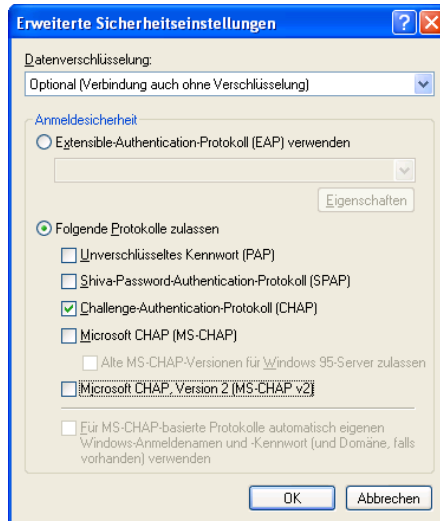 Erweiterte Sicherheitseinstellungen
Datenverschlüsselung:
Optional (Verbindung auch ohne Verschlüsselung)
Anmeldesicherheit
Extensible-Authentication-Protokoll (EAP) verwenden
Eigenschaften
Folgende Protokolle zulassen
Unverschlüsseltes Kennwort (PAP)
Shiva-Password-Authentication-Protokoll (SPAP)
Challenge-Authentication-Protokoll (CHAP)
Microsoft CHAP (MS-CHAP)
Alte MS-CHAP-Versionen für Windows 95-Server zulassen
Microsoft CHAP, Version 2 (MS-CHAP v2)
Für MS-CHAP-basierte Protokolle automatisch eigenen
Windows-Anmeldenamen und -Kennwort (und Domäne, falls
vorhanden) verwenden
OK Abbrechen